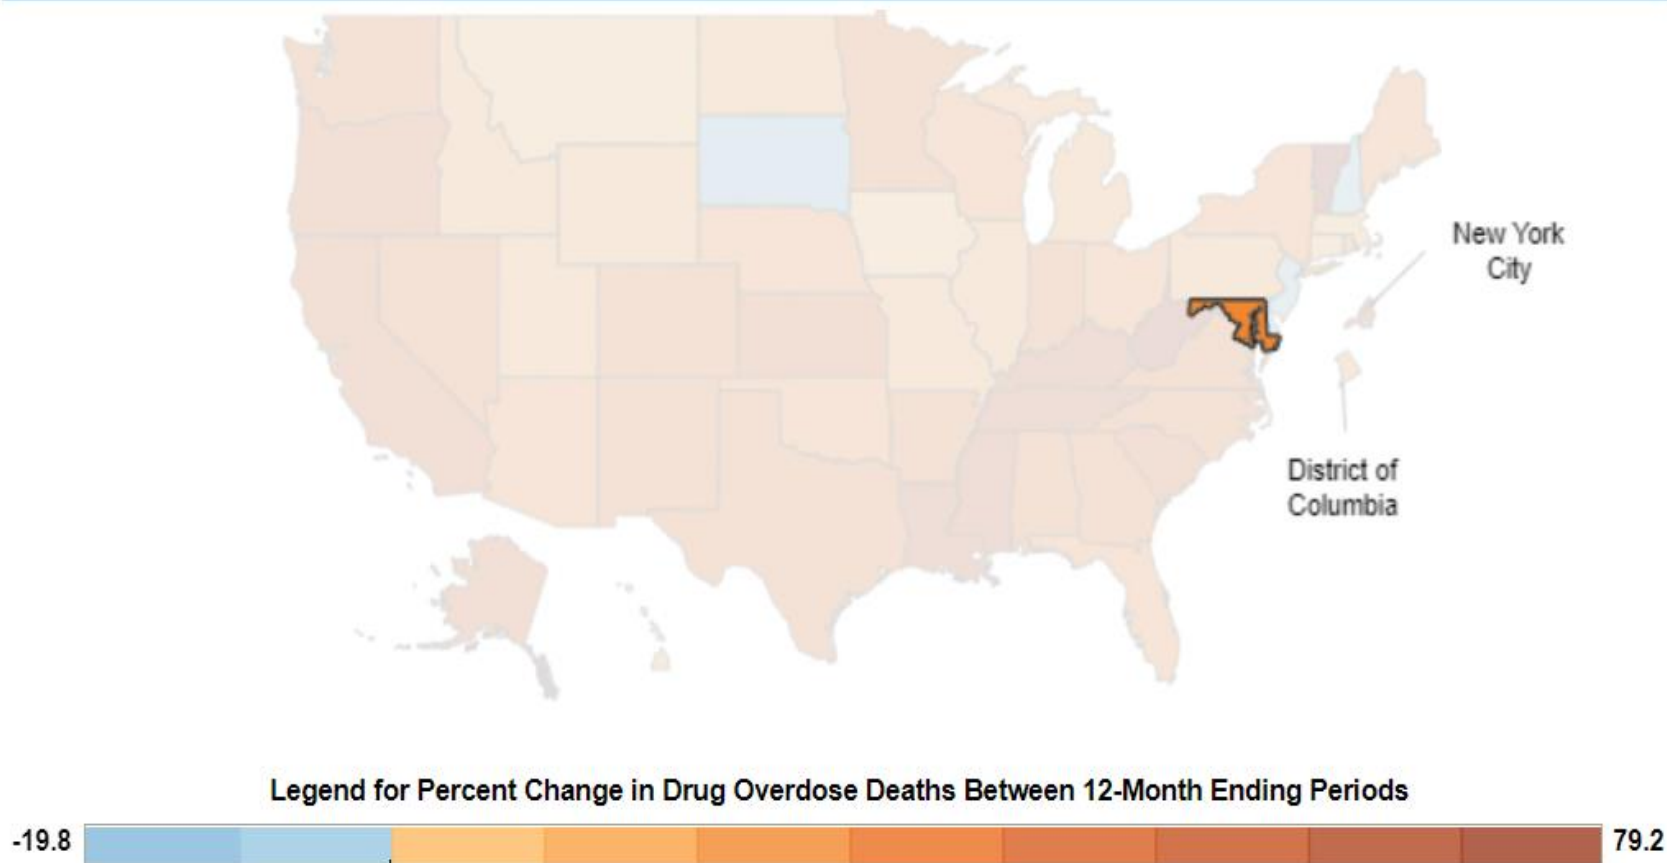 New York
City
District of
Columbia
Legend for Percent Change in Drug Overdose Deaths Between 12-Month Ending Periods
-19.8
79.2